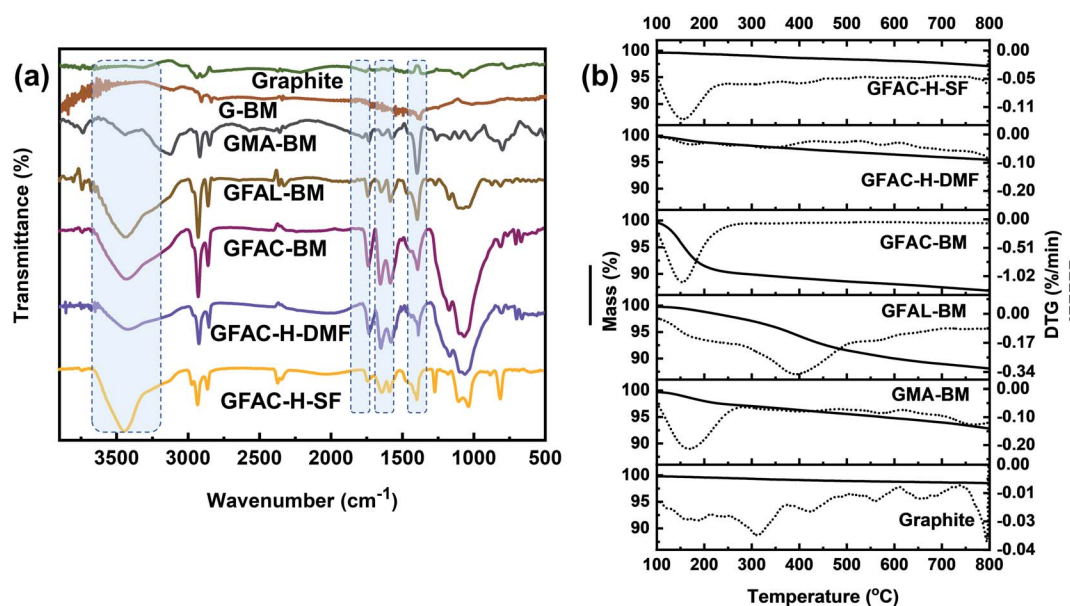 (a)
Graphite
G-BM
GMA-BM
GFAL-BM
GFAC-BM
GFAC-H-DMF
GFAC-H-SF
Transmittance (%)
3500 3000 2500 2000 1500 1000 500
Wavenumber (cm-1)
(b)
100 200 300 400 500 600 700 800
100 95 90
0.00 -0.05 -0.11
GFAC-H-SF
100 95 90
0.00 -0.10 -0.20
GFAC-H-DMF
100 95 90
0.00 -0.51 -1.02
GFAC-BM
100 95 90
0.00 -0.17 -0.34
GFAL-BM
100 95 90
0.00 -0.10 -0.20
GMA-BM
100 95 90
0.00 -0.01 -0.03 -0.04
Graphite
Mass (%)
DTG (%/min)
100 200 300 400 500 600 700 800
Temperature (oC)